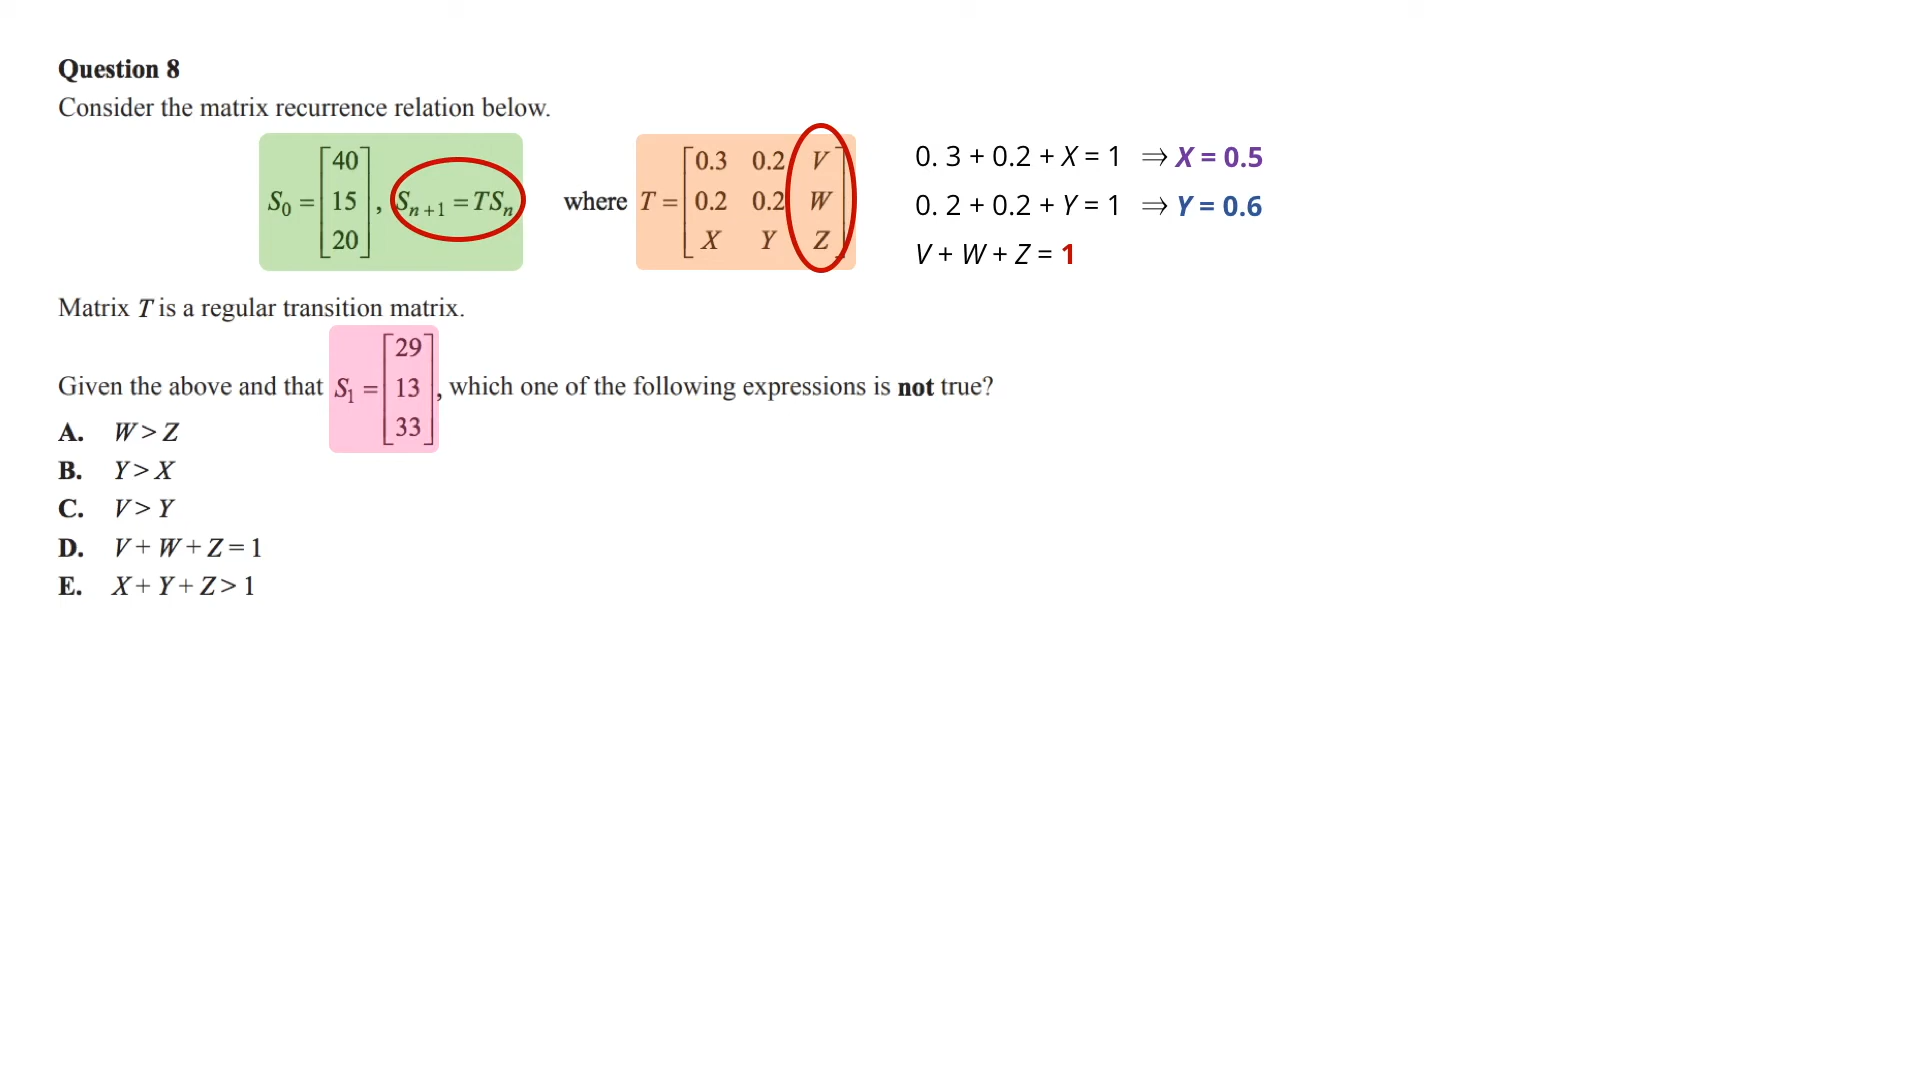 Question 8
Consider the matrix recurrence relation below.
S₀ = [40 15 20], Sₙ₊₁ = TSₙ where T = [0.3 0.2 V; 0.2 0.2 W; X Y Z]
0. 3 + 0.2 + X = 1 ⇒ X = 0.5
0. 2 + 0.2 + Y = 1 ⇒ Y = 0.6
V + W + Z = 1
Matrix T is a regular transition matrix.
Given the above and that S₁ = [29 13 33], which one of the following expressions is not true?
A. W > Z
B. Y > X
C. V > Y
D. V + W + Z = 1
E. X + Y + Z > 1